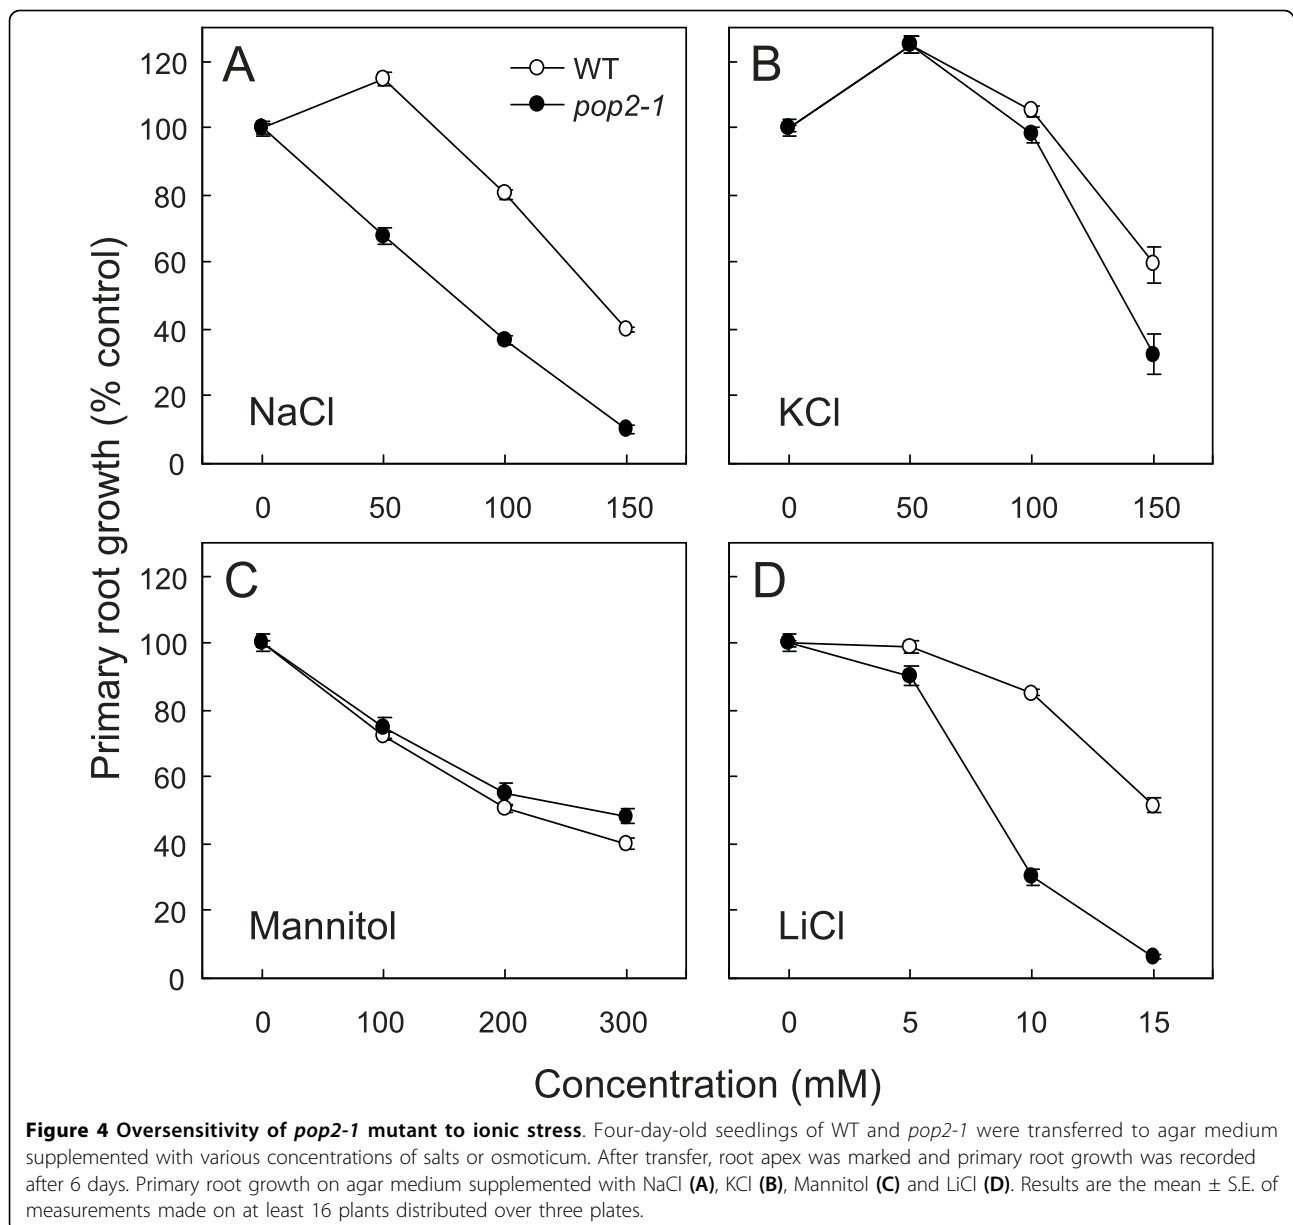 Primary root growth (% control)
A
WT
pop2-1
120
100
80
60
40
20
0
NaCl
0 50 100 150
B
KCl
0 50 100 150
C
120
100
80
60
40
20
0
Mannitol
0 100 200 300
D
LiCl
0 5 10 15
Concentration (mM)
Figure 4 Oversensitivity of pop2-1 mutant to ionic stress. Four-day-old seedlings of WT and pop2-1 were transferred to agar medium
supplemented with various concentrations of salts or osmoticum. After transfer, root apex was marked and primary root growth was recorded
after 6 days. Primary root growth on agar medium supplemented with NaCl (A), KCl (B), Mannitol (C) and LiCl (D). Results are the mean ± S.E. of
measurements made on at least 16 plants distributed over three plates.